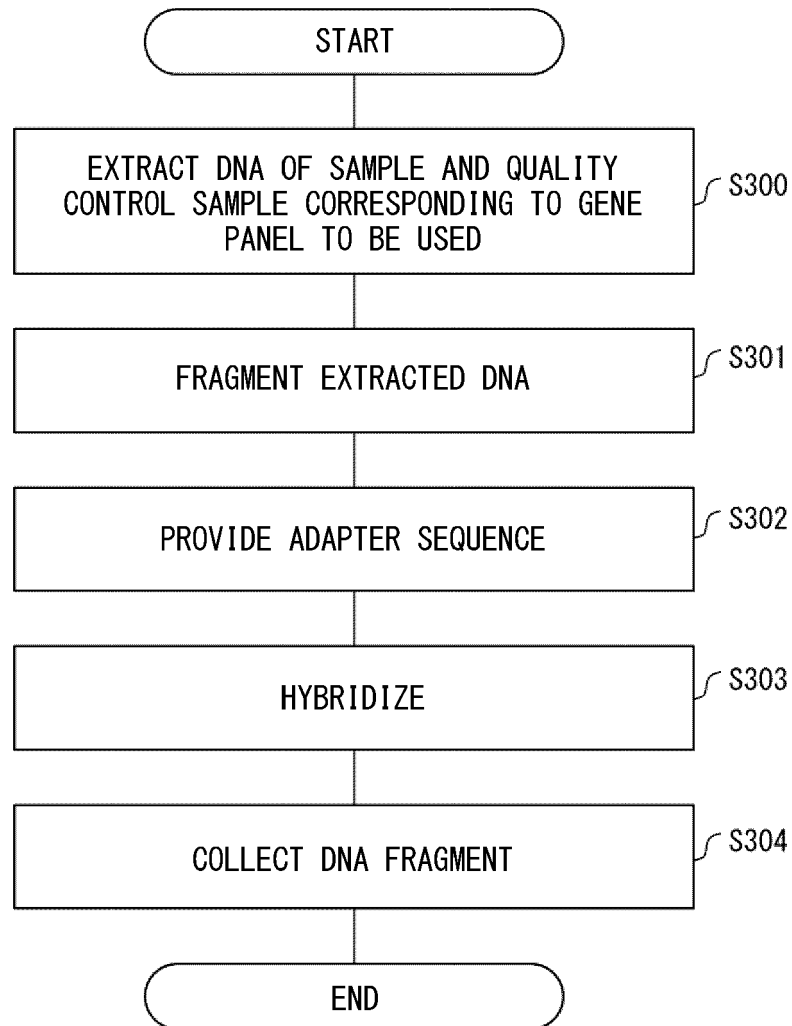 START
EXTRACT DNA OF SAMPLE AND QUALITY
CONTROL SAMPLE CORRESPONDING TO GENE
PANEL TO BE USED
S300
FRAGMENT EXTRACTED DNA
S301
PROVIDE ADAPTER SEQUENCE
S302
HYBRIDIZE
S303
COLLECT DNA FRAGMENT
S304
END